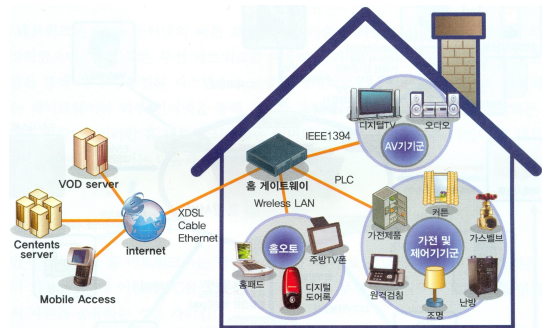 VOD server
Centents
server
Mobile Access
internet
XDSL
Cable
Ethernet
홈 게이트웨이
IEEE1394
PLC
Wreless LAN
디지털TV
오디오
AV기기군
홈오토
주방TV폰
홈패드
디지털
도어록
가전제품
커튼
가스벨브
가전 및
제어기기군
원격검침
조명
난방